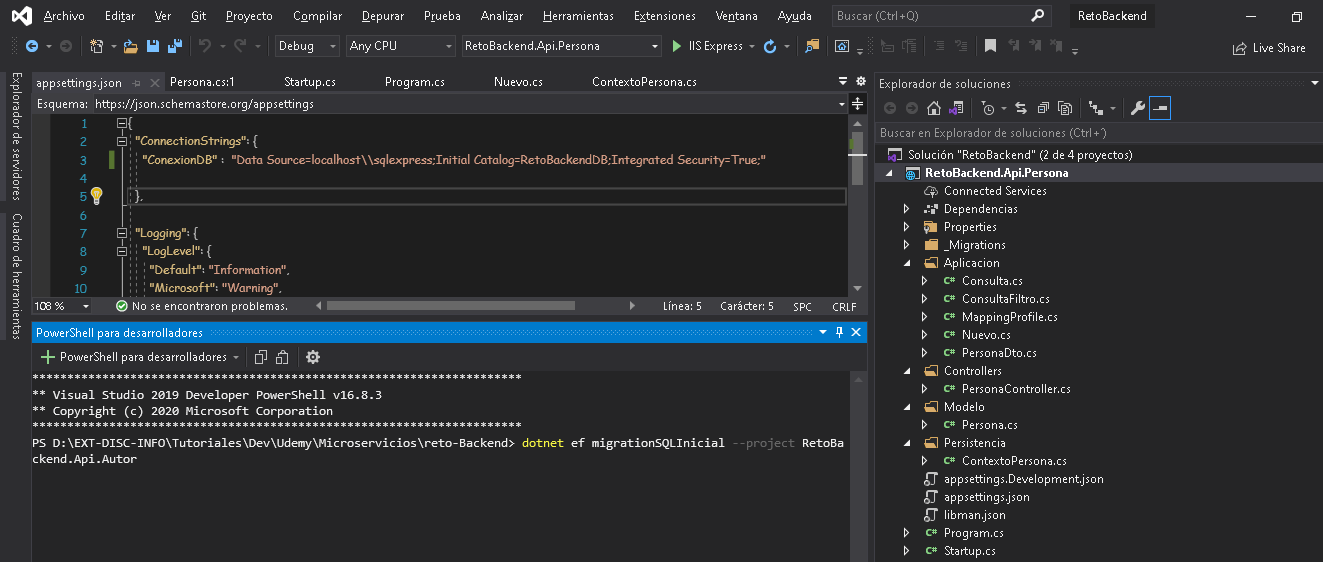 Archivo Editar Ver Git Proyecto Compilar Depurar Prueba Analizar Herramientas Extensiones Ventana Ayuda Buscar (Ctrl+Q) RetoBackend
Debug Any CPU RetoBackend.Api.Persona IIS Express Live Share
Explorador de servidores
Cuadro de herramientas
appsettings.json Persona.cs:1 Startup.cs Program.cs Nuevo.cs ContextoPersona.cs
Esquema: https://json.schemastore.org/appsettings
1 {
2 "ConnectionStrings": {
3 "ConexionDB" : "Data Source=localhost\\sqlexpress;Initial Catalog=RetoBackendDB;Integrated Security=True;"
4
5 },
6
7 "Logging": {
8 "LogLevel": {
9 "Default": "Information",
10 "Microsoft": "Warning",
108 % No se encontraron problemas. Línea: 5 Carácter: 5 SPC CRLF
PowerShell para desarrolladores
PowerShell para desarrolladores
**********************************************************************
** Visual Studio 2019 Developer PowerShell v16.8.3
** Copyright (c) 2020 Microsoft Corporation
**********************************************************************
PS D:\EXT-DISC-INFO\Tutoriales\Dev\Udemy\Microservicios\reto-Backend> dotnet ef migrationSQLInicial --project RetoBa
ckend.Api.Autor
Explorador de soluciones
Buscar en Explorador de soluciones (Ctrl+´)
Solución "RetoBackend" (2 de 4 proyectos)
RetoBackend.Api.Persona
Connected Services
Dependencias
Properties
_Migrations
Aplicacion
Consulta.cs
ConsultaFiltro.cs
MappingProfile.cs
Nuevo.cs
PersonaDto.cs
Controllers
PersonaController.cs
Modelo
Persona.cs
Persistencia
ContextoPersona.cs
appsettings.Development.json
appsettings.json
libman.json
Program.cs
Startup.cs